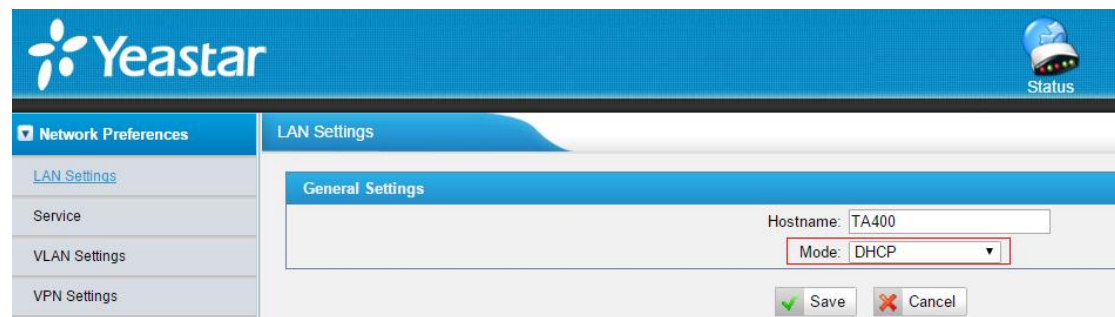 Yeastar
Status
Network Preferences
LAN Settings
LAN Settings
General Settings
Service
Hostname: TA400
VLAN Settings
Mode: DHCP
VPN Settings
Save Cancel